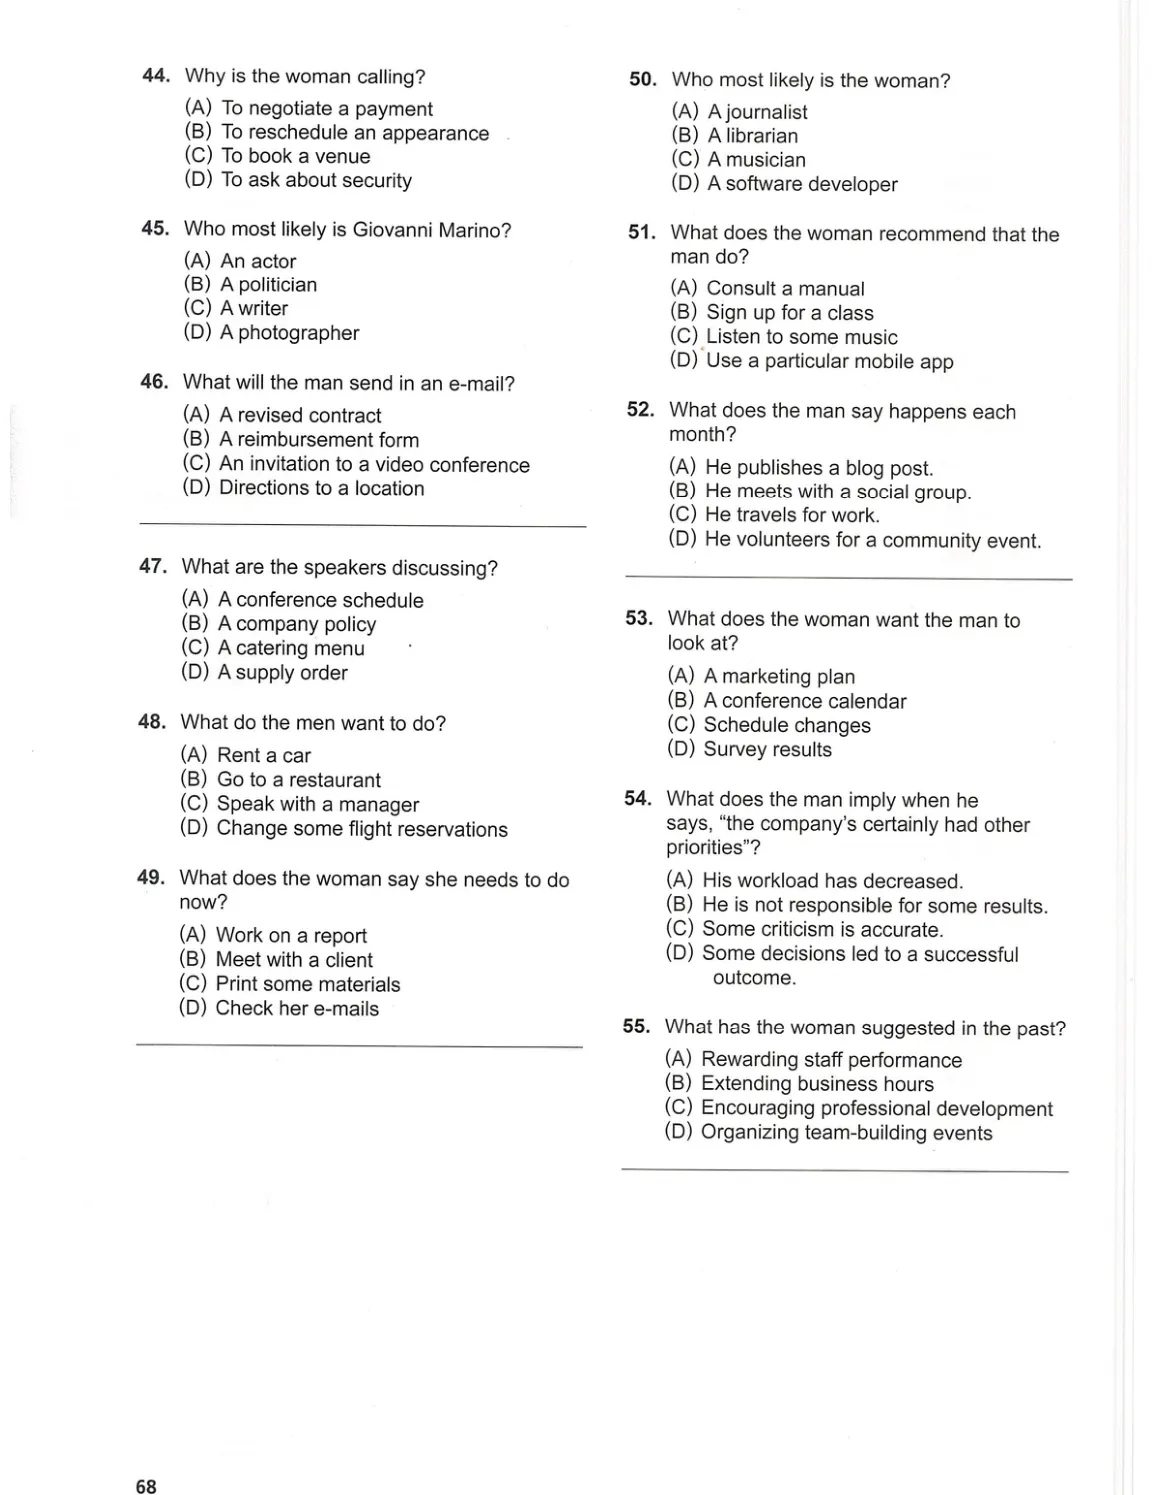 44. Why is the woman calling?
(A) To negotiate a payment
(B) To reschedule an appearance
(C) To book a venue
(D) To ask about security
45. Who most likely is Giovanni Marino?
(A) An actor
(B) A politician
(C) A writer
(D) A photographer
46. What will the man send in an e-mail?
(A) A revised contract
(B) A reimbursement form
(C) An invitation to a video conference
(D) Directions to a location
47. What are the speakers discussing?
(A) A conference schedule
(B) A company policy
(C) A catering menu
(D) A supply order
48. What do the men want to do?
(A) Rent a car
(B) Go to a restaurant
(C) Speak with a manager
(D) Change some flight reservations
49. What does the woman say she needs to do
now?
(A) Work on a report
(B) Meet with a client
(C) Print some materials
(D) Check her e-mails
50. Who most likely is the woman?
(A) A journalist
(B) A librarian
(C) A musician
(D) A software developer
51. What does the woman recommend that the
man do?
(A) Consult a manual
(B) Sign up for a class
(C) Listen to some music
(D) Use a particular mobile app
52. What does the man say happens each
month?
(A) He publishes a blog post.
(B) He meets with a social group.
(C) He travels for work.
(D) He volunteers for a community event.
53. What does the woman want the man to
look at?
(A) A marketing plan
(B) A conference calendar
(C) Schedule changes
(D) Survey results
54. What does the man imply when he
says, “the company’s certainly had other
priorities”?
(A) His workload has decreased.
(B) He is not responsible for some results.
(C) Some criticism is accurate.
(D) Some decisions led to a successful
outcome.
55. What has the woman suggested in the past?
(A) Rewarding staff performance
(B) Extending business hours
(C) Encouraging professional development
(D) Organizing team-building events
68